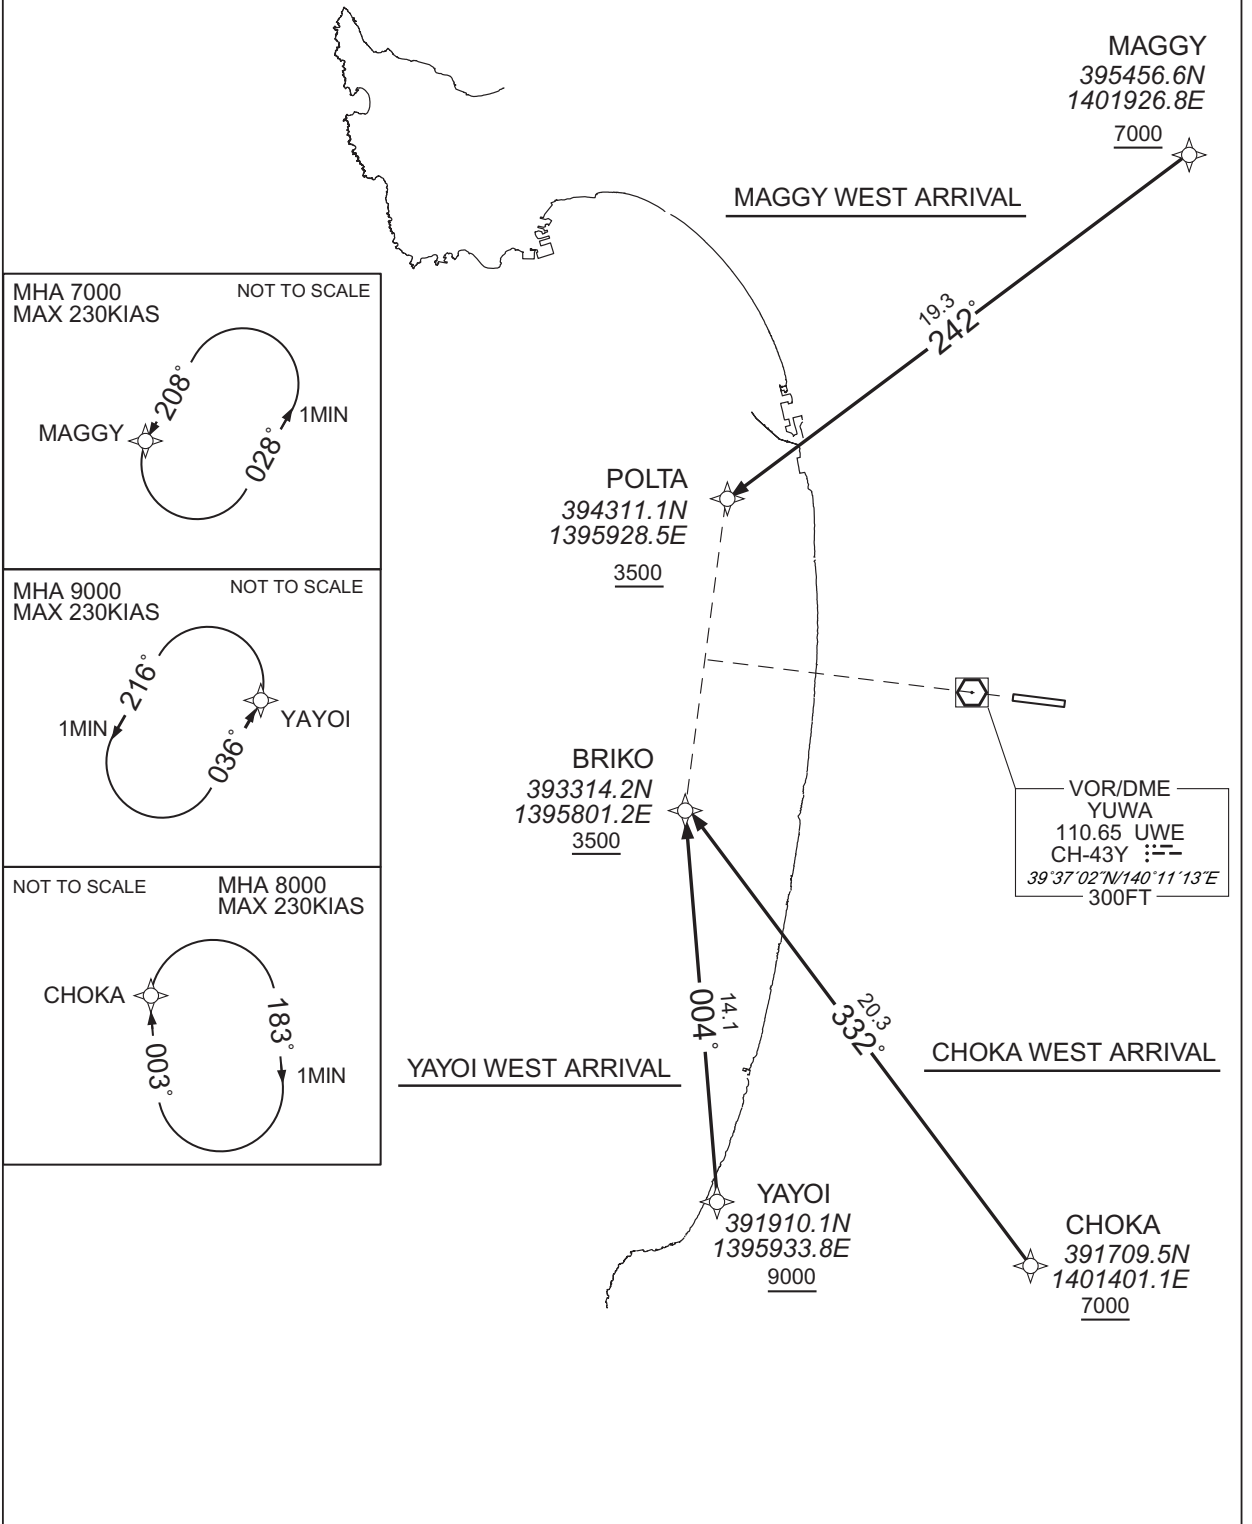 MAGGY
395456.6N
1401926.8E
7000
MAGGY WEST ARRIVAL
19.3
242°
MHA 7000
MAX 230KIAS
NOT TO SCALE
208°
MAGGY
1MIN
028°
POLTA
394311.1N
1395928.5E
3500
MHA 9000
MAX 230KIAS
NOT TO SCALE
216°
1MIN
YAYOI
036°
BRIKO
393314.2N
1395801.2E
3500
VOR/DME
YUWA
110.65 UWE
CH-43Y
39°37′02″N/140°11′13″E
300FT
NOT TO SCALE
MHA 8000
MAX 230KIAS
CHOKA
183°
003°
1MIN
14.1
004°
20.3
332°
YAYOI WEST ARRIVAL
CHOKA WEST ARRIVAL
YAYOI
391910.1N
1395933.8E
9000
CHOKA
391709.5N
1401401.1E
7000